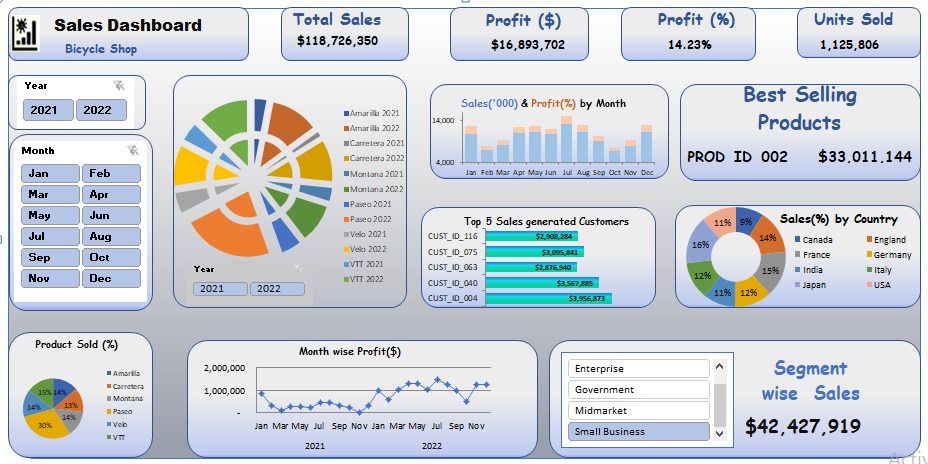 Sales Dashboard
Bicycle Shop
Total Sales
$118,726,350
Profit ($)
$16,893,702
Profit (%)
14.23%
Units Sold
1,125,806
Year
2021 2022
Month
Jan Feb
Mar Apr
May Jun
Jul Aug
Sep Oct
Nov Dec
Amarilla 2021
Amarilla 2022
Carretera 2021
Carretera 2022
Montana 2021
Montana 2022
Paseo 2021
Paseo 2022
Velo 2021
Velo 2022
VTT 2021
VTT 2022
Year
2021 2022
Sales('000) & Profit(%) by Month
14,000
4,000
Jan Feb Mar Apr May Jun Jul Aug Sep Oct Nov Dec
Best Selling
Products
PROD ID 002 $33,011,144
Top 5 Sales generated Customers
CUST_ID_116 $2,908,284
CUST_ID_075 $3,095,841
CUST_ID_063 $2,876,940
CUST_ID_040 $3,567,885
CUST_ID_004 $3,956,873
Sales(%) by Country
9%
14%
15%
12%
11%
12%
16%
11%
Canada England
France Germany
India Italy
Japan USA
Product Sold (%)
14%
13%
14%
30%
14%
15%
Amarilla
Carretera
Montana
Paseo
Velo
VTT
Month wise Profit($)
2,000,000
1,000,000
-
Jan Mar May Jul Sep Nov Jan Mar May Jul Sep Nov
2021 2022
Enterprise
Government
Midmarket
Small Business
Segment
wise Sales
$42,427,919
Activ